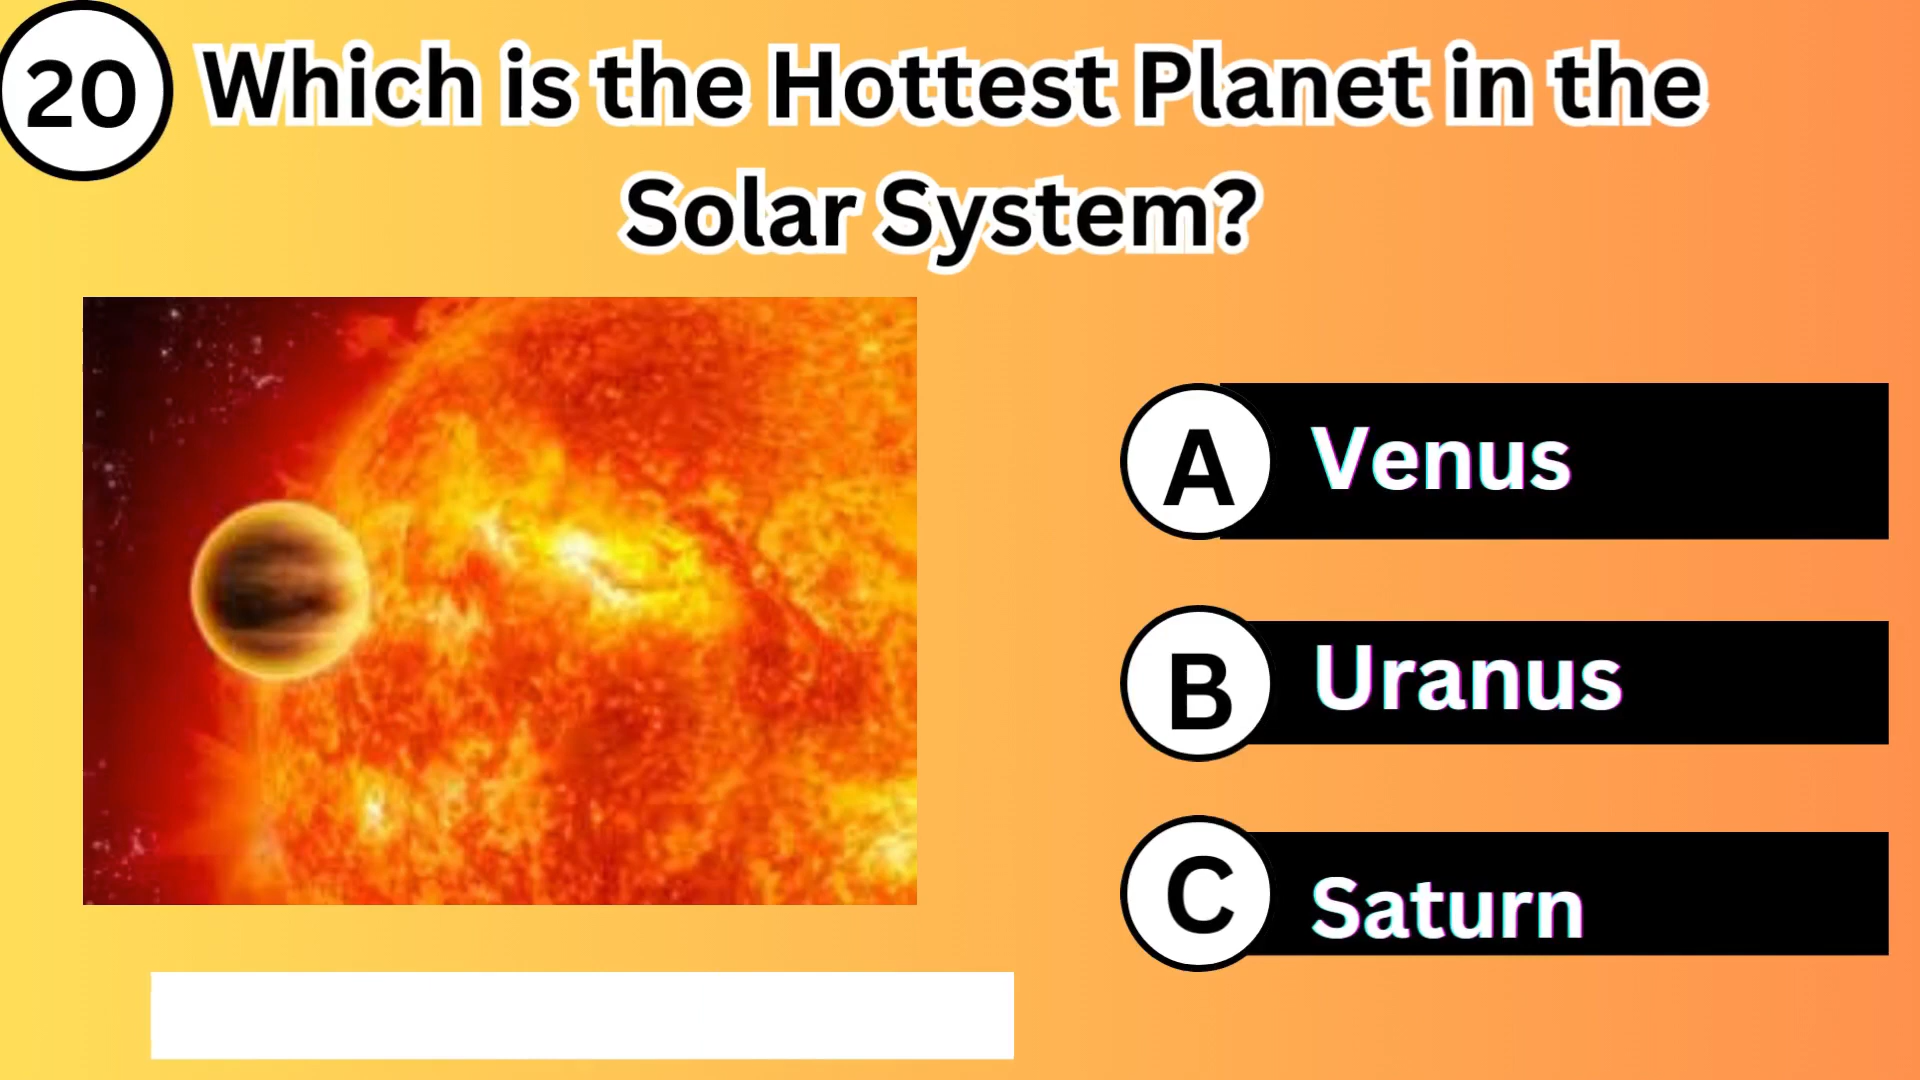 20 Which is the Hottest Planet in the
Solar System?
A Venus
B Uranus
C Saturn